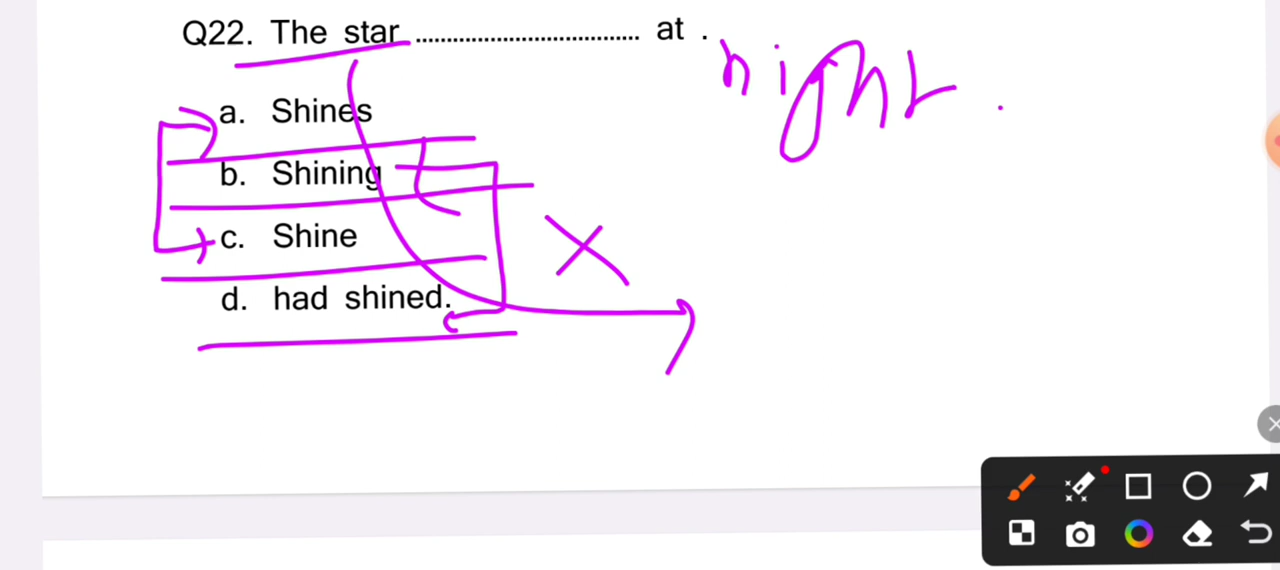 Q22. The star .................................... at .
night .
a. Shines
b. Shining
c. Shine
d. had shined.